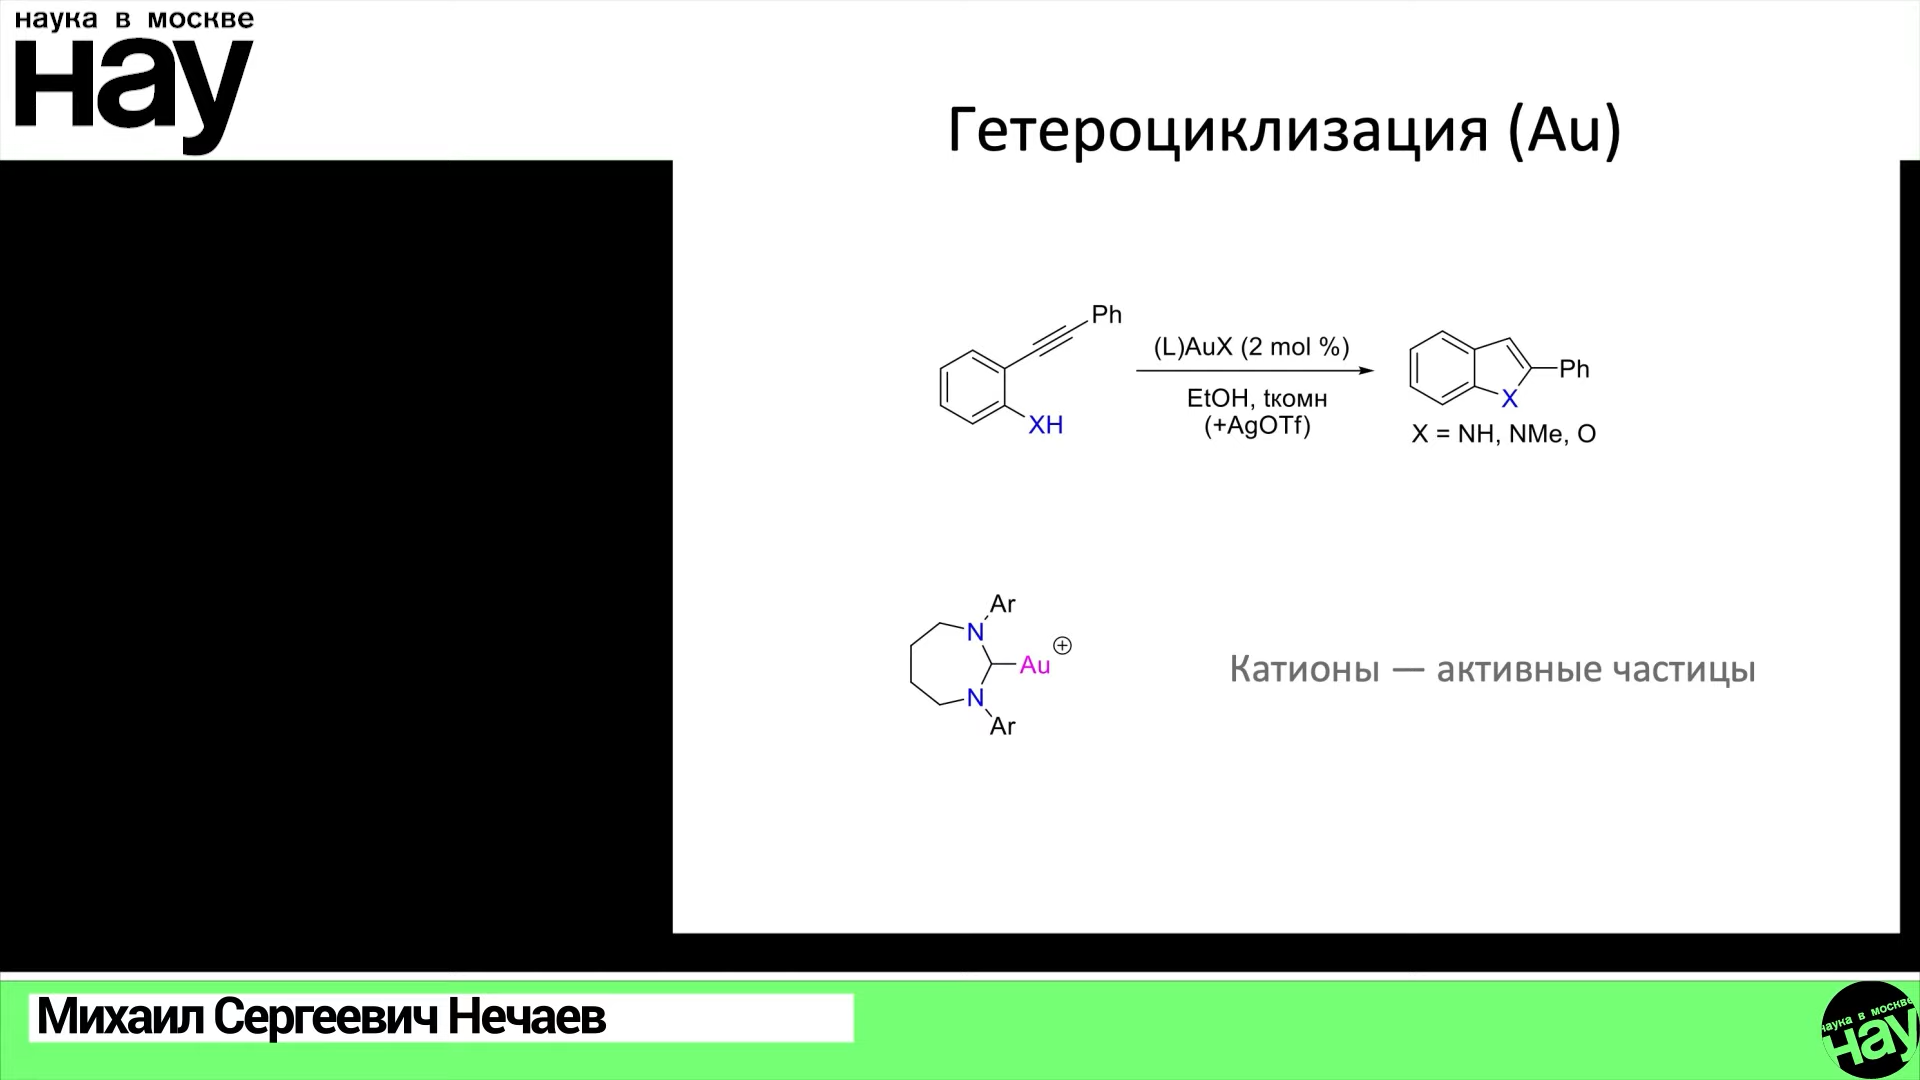 наука в москве
нау
Гетероциклизация (Au)
Ph
XH
(L)AuX (2 mol %)
EtOH, tкомн
(+AgOTf)
Ph
X
X = NH, NMe, O
Ar
N
Au
⊕
N
Ar
Катионы — активные частицы
Михаил Сергеевич Нечаев
наука в москве
нау